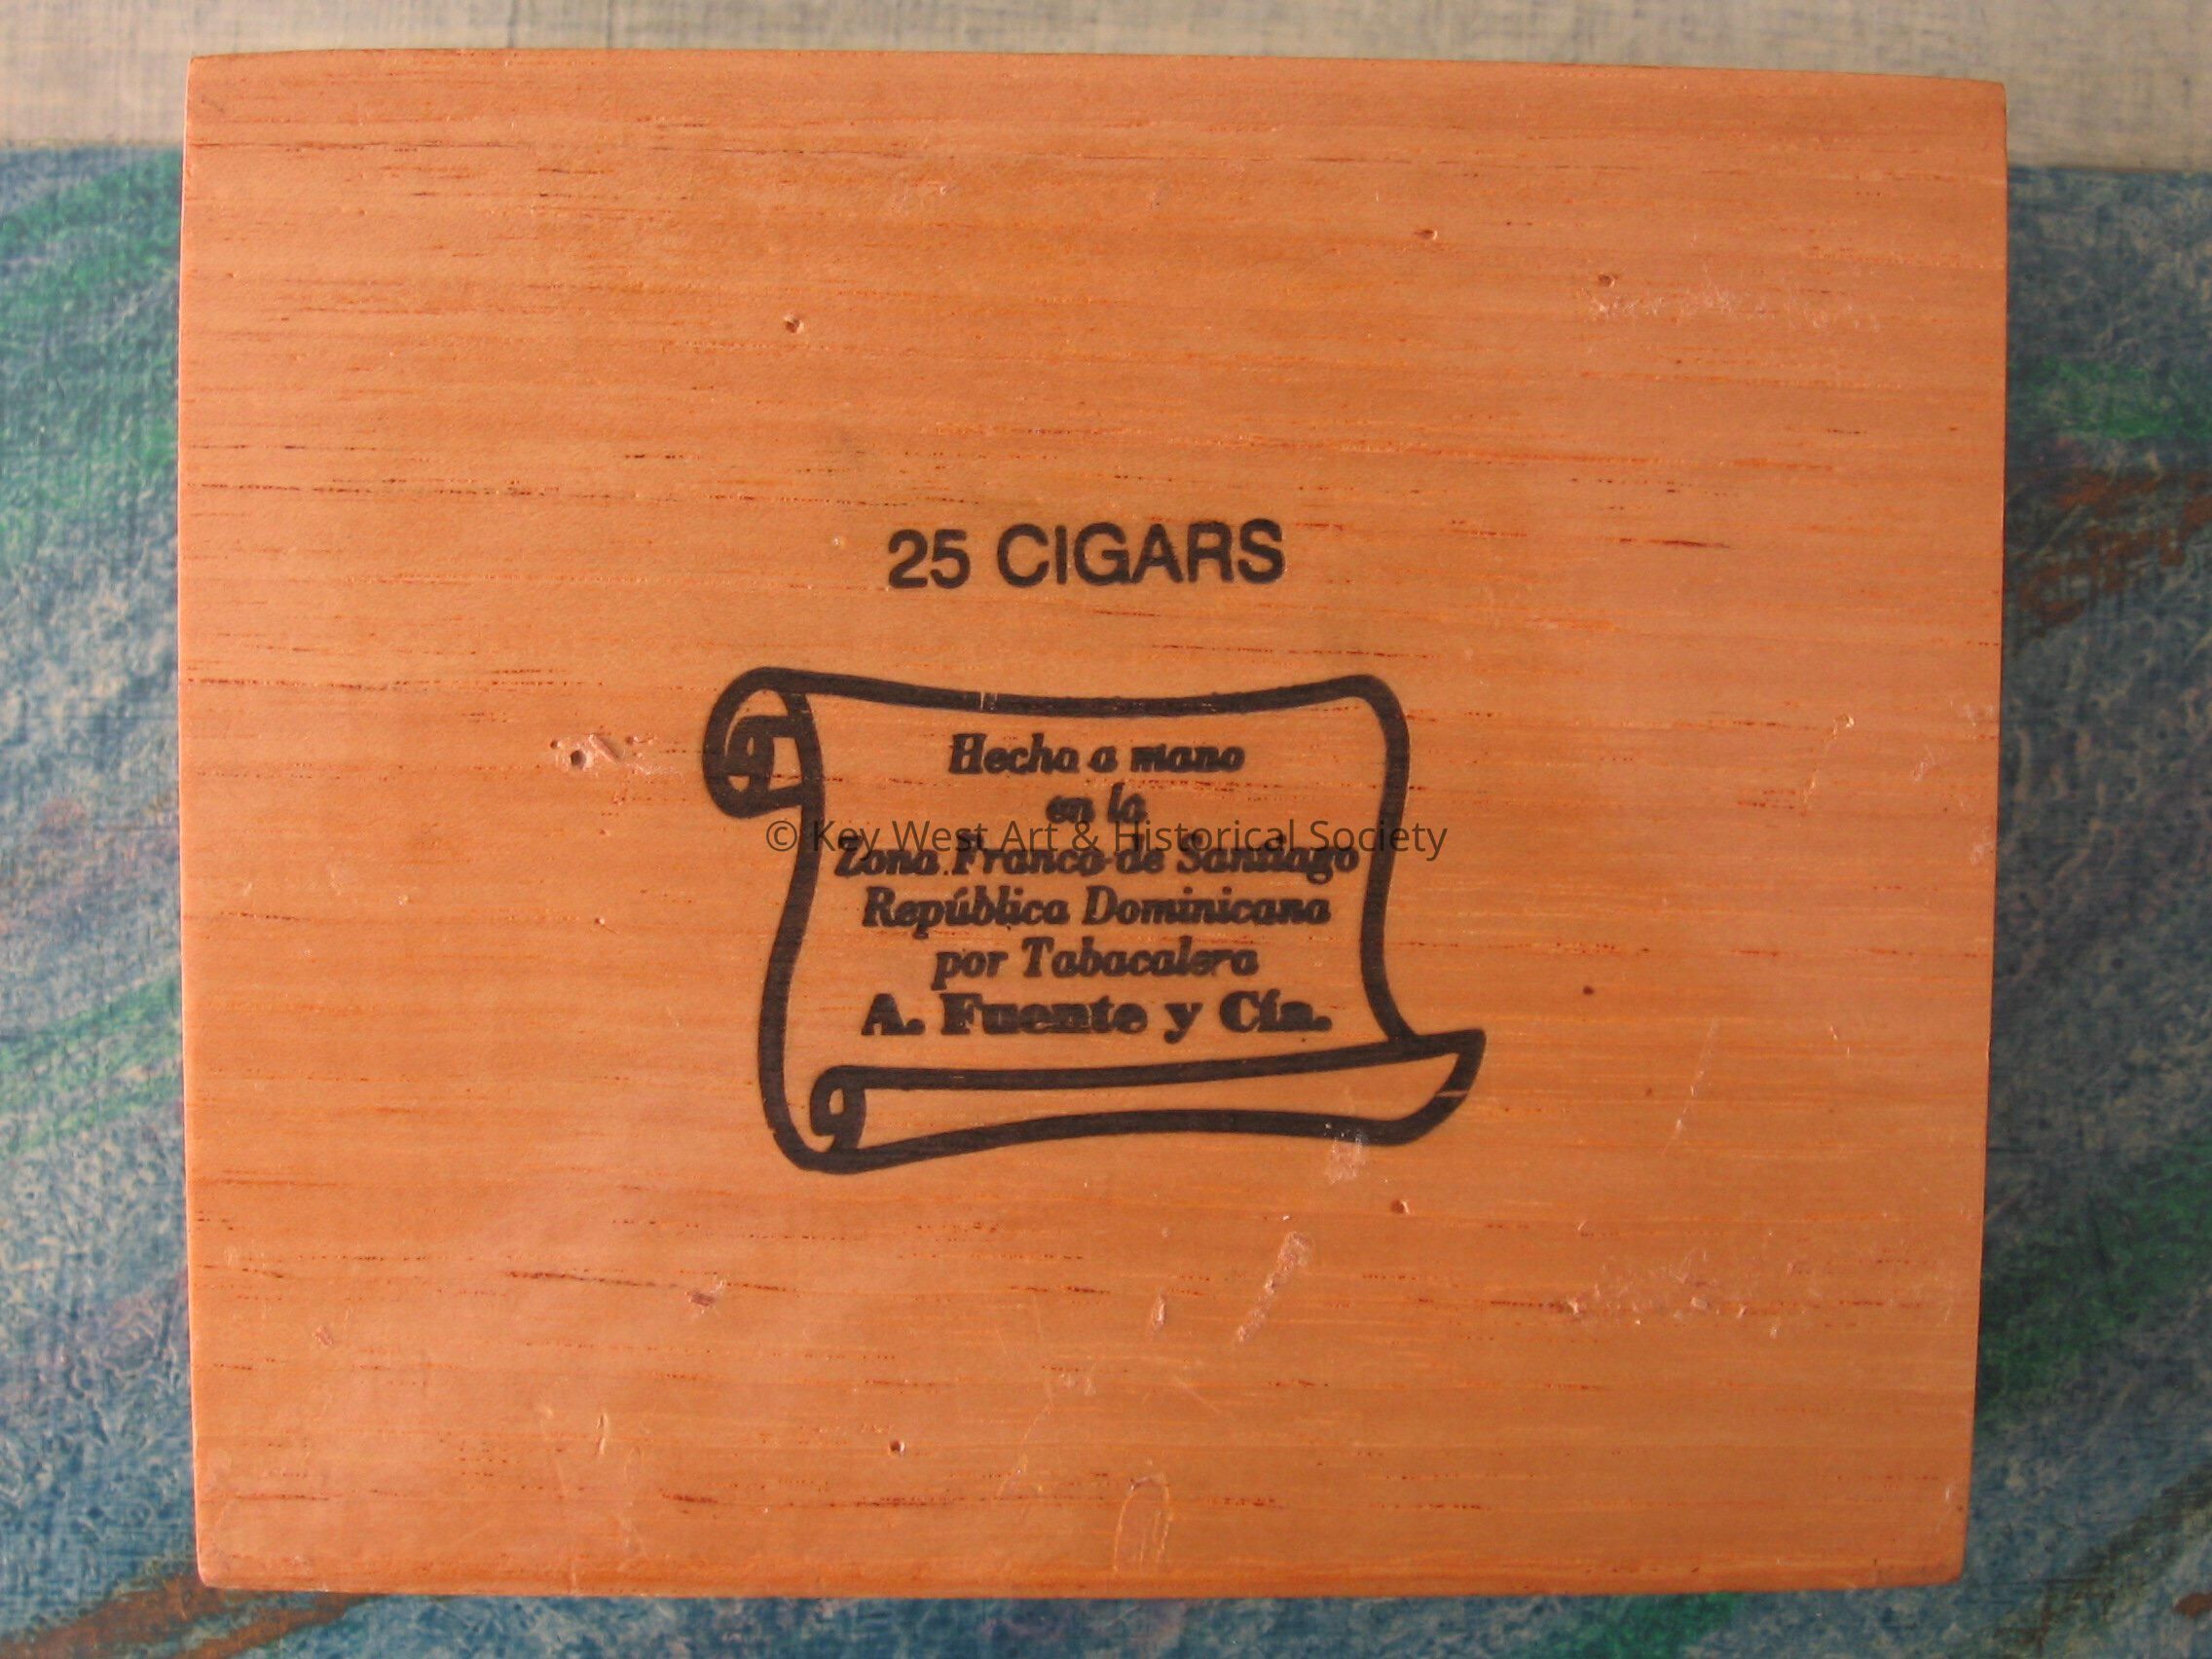 25 CIGARS
Hecho a mano
en la
© Key West Art & Historical Society
Zona Franca de Santiago
República Dominicana
por Tabacalera
A. Fuente y Cía.